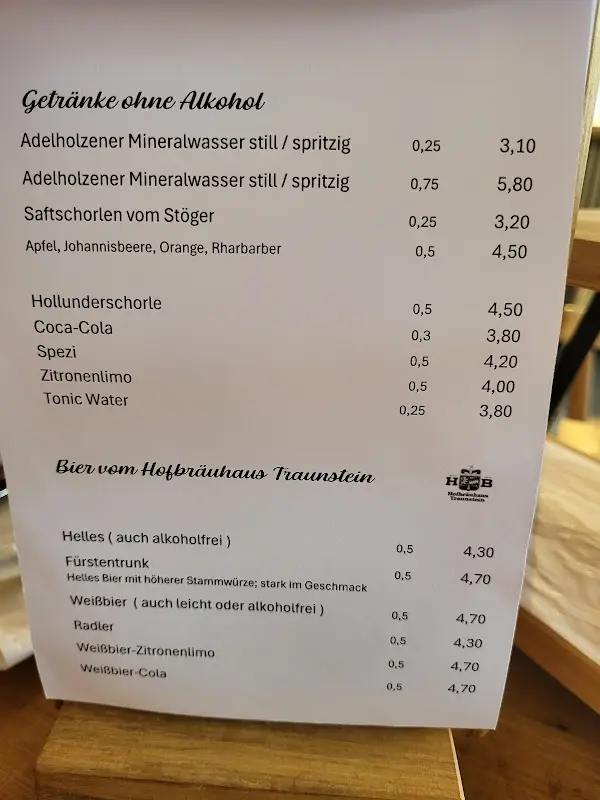 Getränke ohne Alkohol
Adelholzener Mineralwasser still / spritzig 0,25 3,10
Adelholzener Mineralwasser still / spritzig 0,75 5,80
Saftschorlen vom Stöger 0,25 3,20
Apfel, Johannisbeere, Orange, Rharbarber 0,5 4,50
Hollunderschorle 0,5 4,50
Coca-Cola 0,3 3,80
Spezi 0,5 4,20
Zitronenlimo 0,5 4,00
Tonic Water 0,25 3,80
Bier vom Hofbräuhaus Traunstein
H B
Hofbräuhaus
Traunstein
Helles ( auch alkoholfrei ) 0,5 4,30
Fürstentrunk 0,5 4,70
Helles Bier mit höherer Stammwürze; stark im Geschmack
Weißbier ( auch leicht oder alkoholfrei ) 0,5 4,70
Radler 0,5 4,30
Weißbier-Zitronenlimo 0,5 4,70
Weißbier-Cola 0,5 4,70